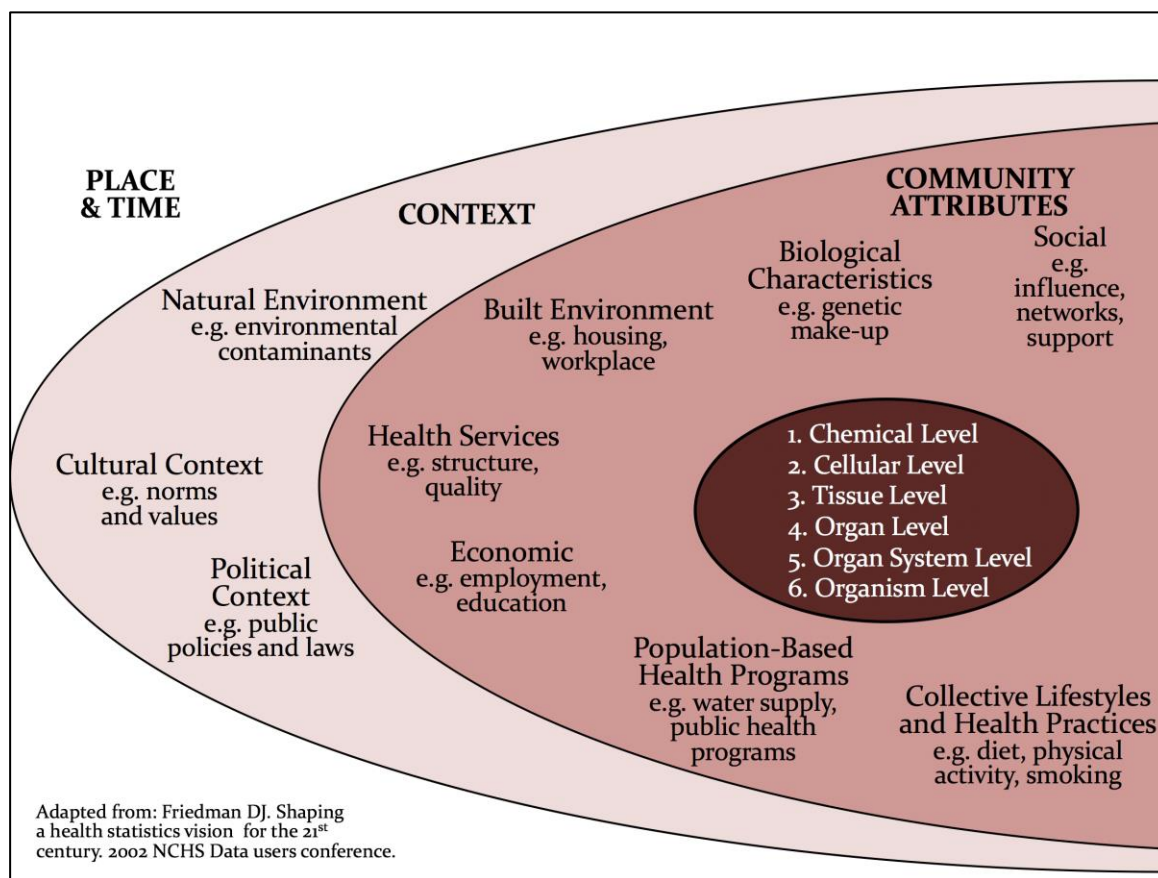 PLACE
& TIME
CONTEXT
COMMUNITY
ATTRIBUTES
Natural Environment
e.g. environmental
contaminants
Built Environment
e.g. housing,
workplace
Biological
Characteristics
e.g. genetic
make-up
Social
e.g.
influence,
networks,
support
Cultural Context
e.g. norms
and values
Health Services
e.g. structure,
quality
1. Chemical Level
2. Cellular Level
3. Tissue Level
4. Organ Level
5. Organ System Level
6. Organism Level
Political
Context
e.g. public
policies and laws
Economic
e.g. employment,
education
Population-Based
Health Programs
e.g. water supply,
public health
programs
Collective Lifestyles
and Health Practices
e.g. diet, physical
activity, smoking
Adapted from: Friedman DJ. Shaping
a health statistics vision for the 21st
century. 2002 NCHS Data users conference.